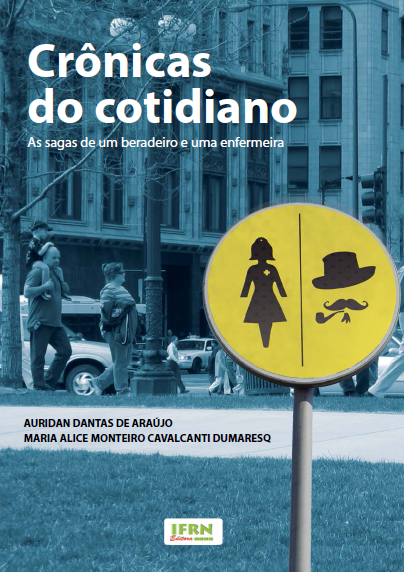 Crônicas
do cotidiano
As sagas de um beradeiro e uma enfermeira
AURIDAN DANTAS DE ARAÚJO
MARIA ALICE MONTEIRO CAVALCANTI DUMARESQ
IFRN
Editora